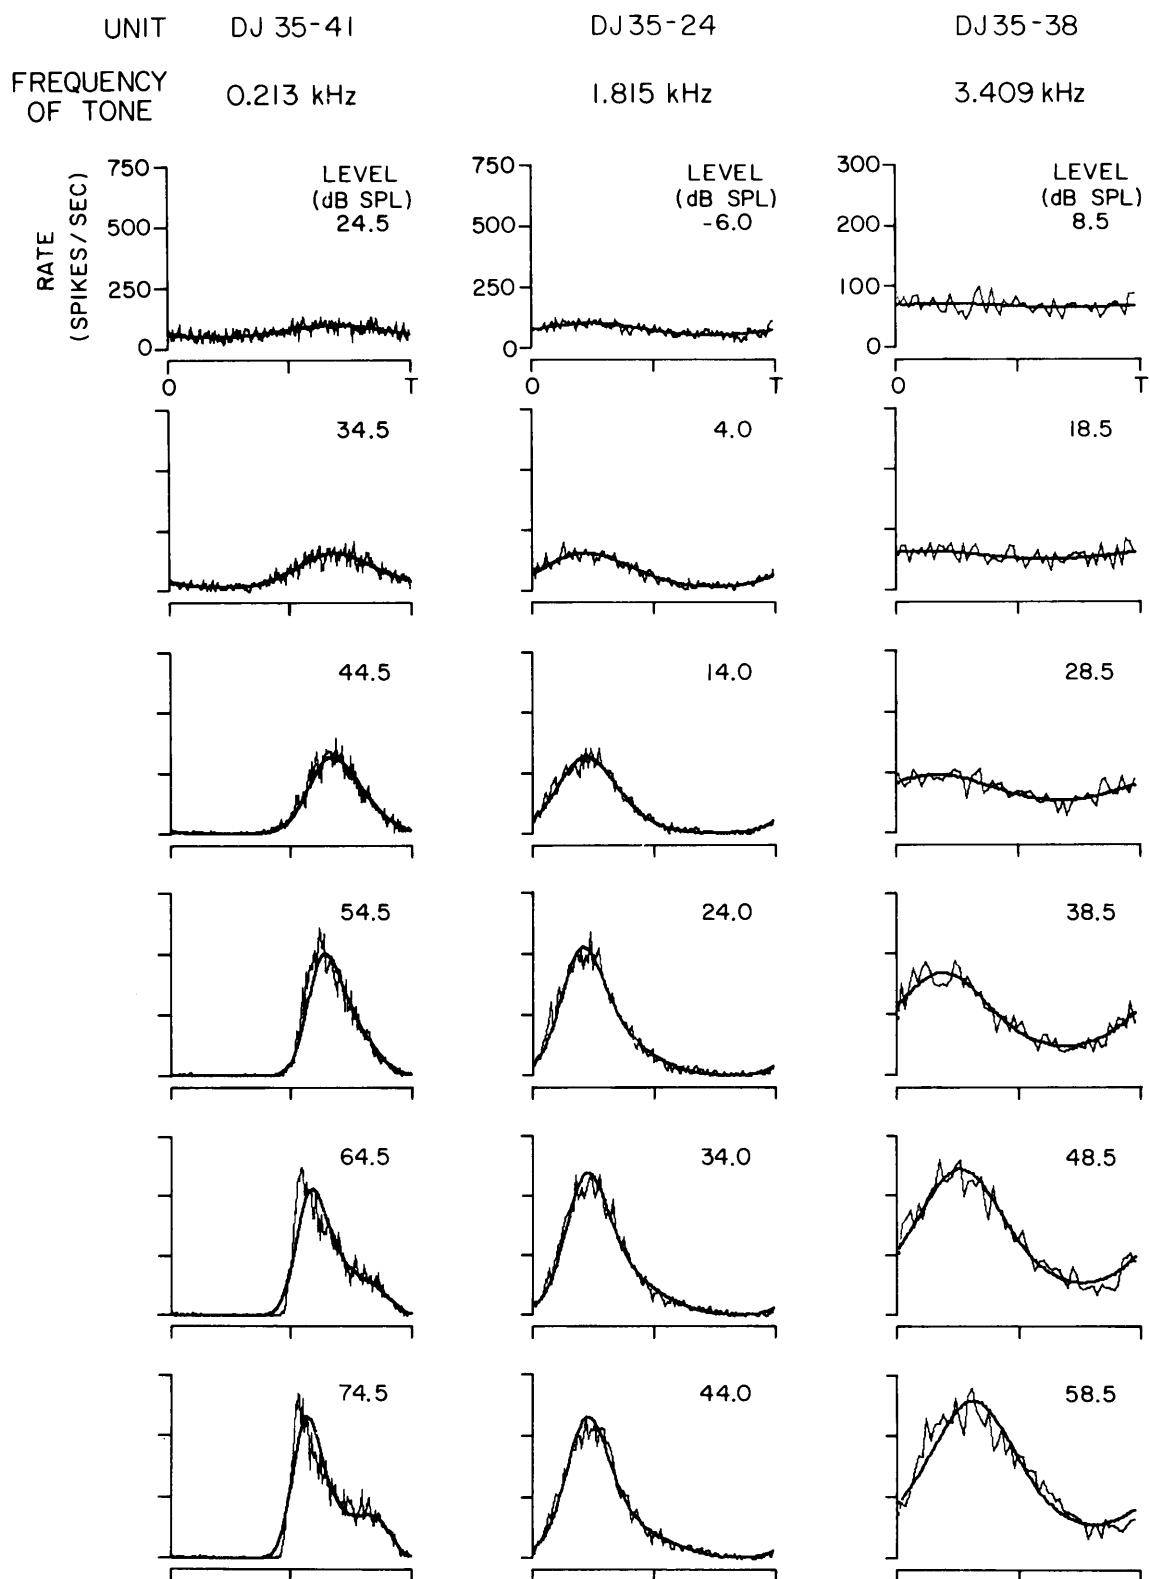 UNIT DJ 35-41 DJ35-24 DJ35-38
FREQUENCY
OF TONE
0.213 kHz 1.815 kHz 3.409 kHz
RATE
(SPIKES/SEC)
750
500
250
0
LEVEL
(dB SPL)
24.5
0 T
750
500
250
0
LEVEL
(dB SPL)
-6.0
0 T
300
200
100
0
LEVEL
(dB SPL)
8.5
0 T
34.5 4.0 18.5
44.5 14.0 28.5
54.5 24.0 38.5
64.5 34.0 48.5
74.5 44.0 58.5